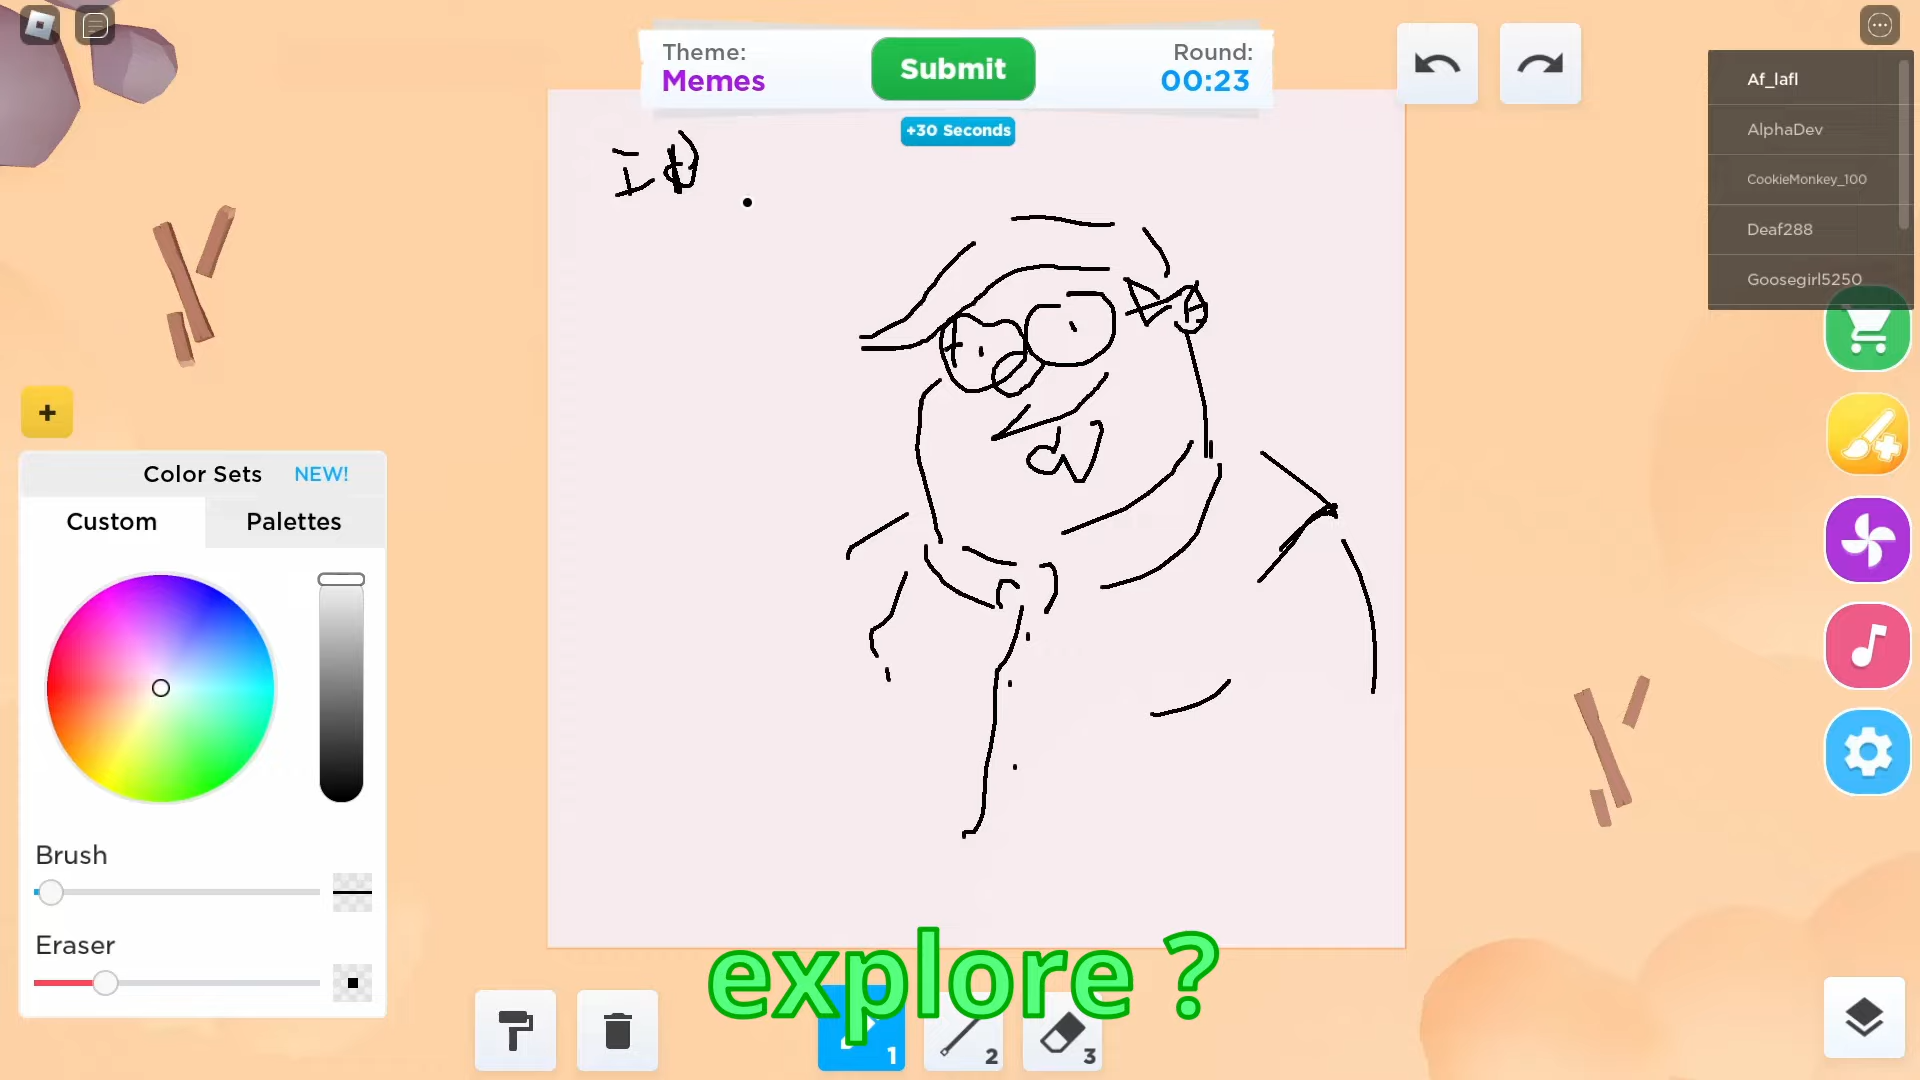 Theme:
Memes
Submit
Round:
00:23
+30 Seconds
Af_lafl
AlphaDev
CookieMonkey_100
Deaf288
Goosegirl5250
+
Color Sets NEW!
Custom
Palettes
Brush
Eraser
explore ?
1
2
3